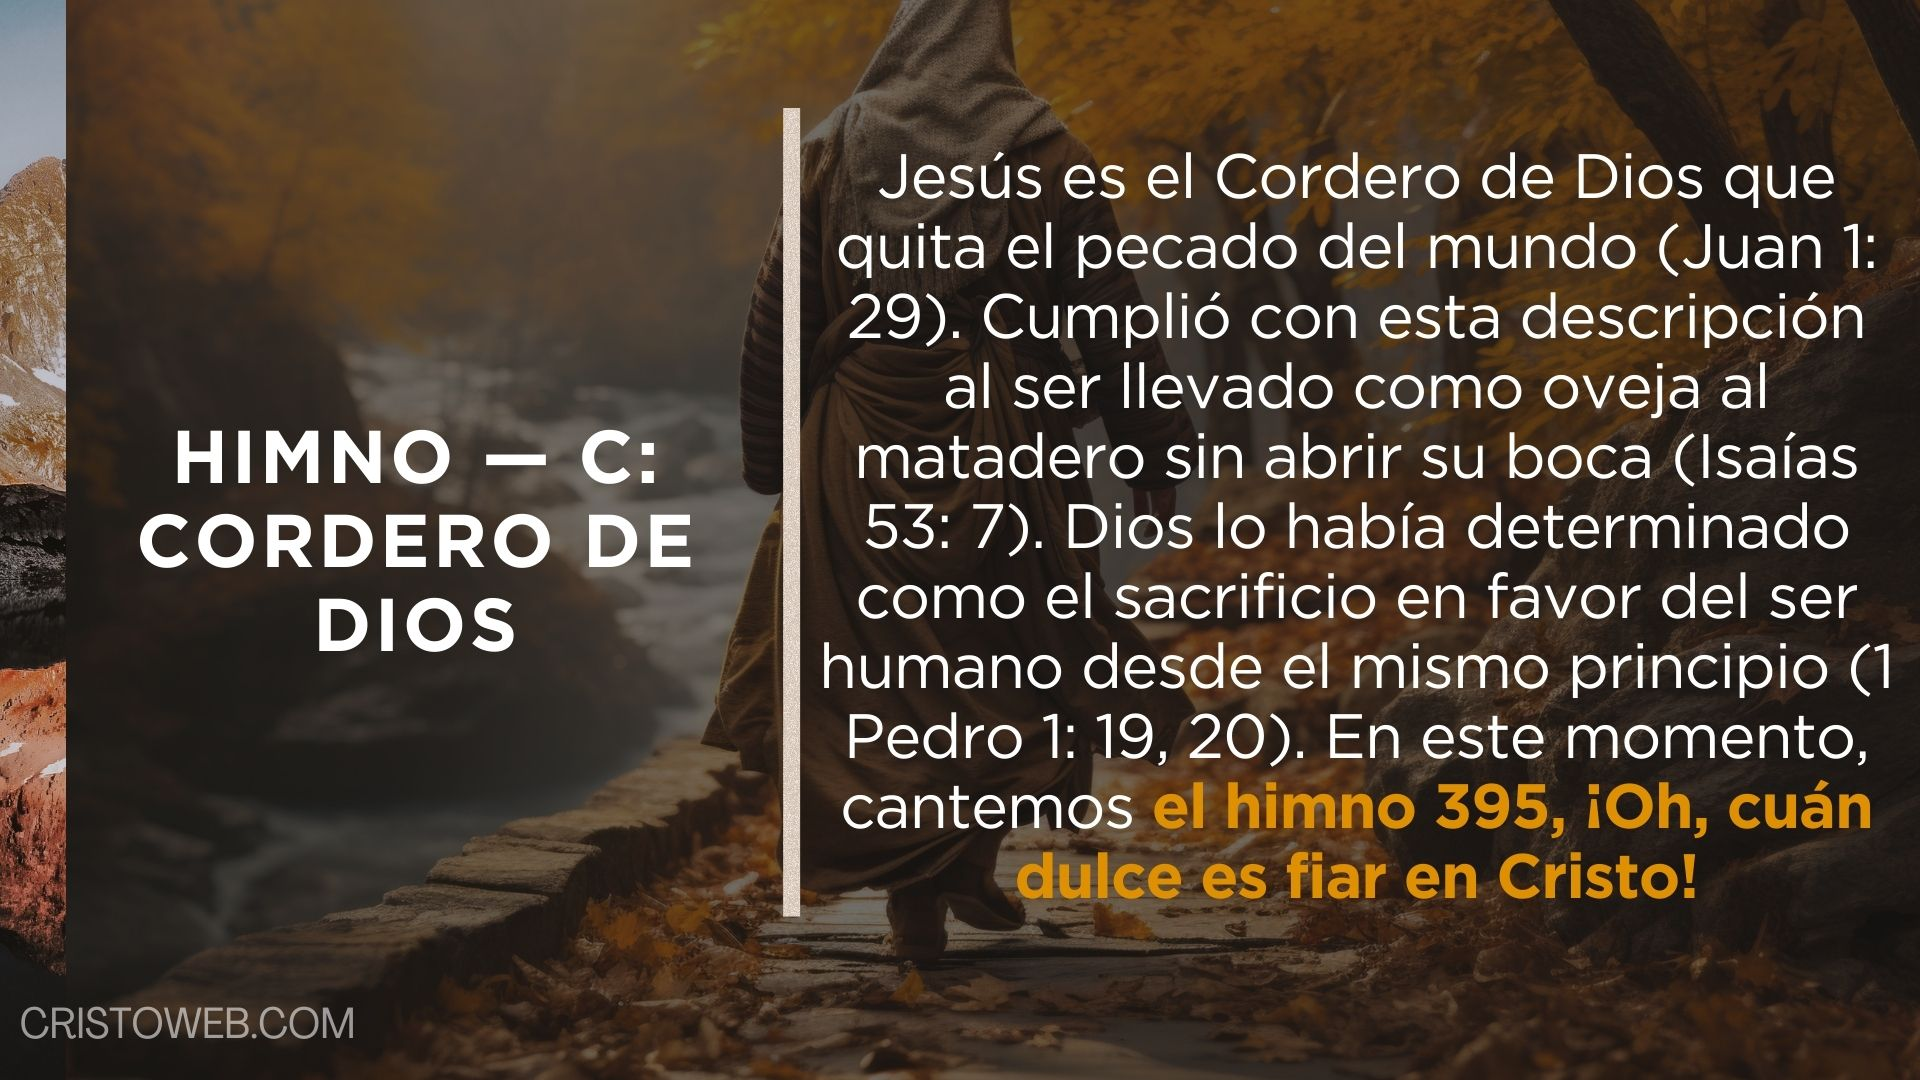 HIMNO — C:
CORDERO DE
DIOS
Jesús es el Cordero de Dios que
quita el pecado del mundo (Juan 1:
29). Cumplió con esta descripción
al ser llevado como oveja al
matadero sin abrir su boca (Isaías
53: 7). Dios lo había determinado
como el sacrificio en favor del ser
humano desde el mismo principio (1
Pedro 1: 19, 20). En este momento,
cantemos el himno 395, ¡Oh, cuán
dulce es fiar en Cristo!
CRISTOWEB.COM